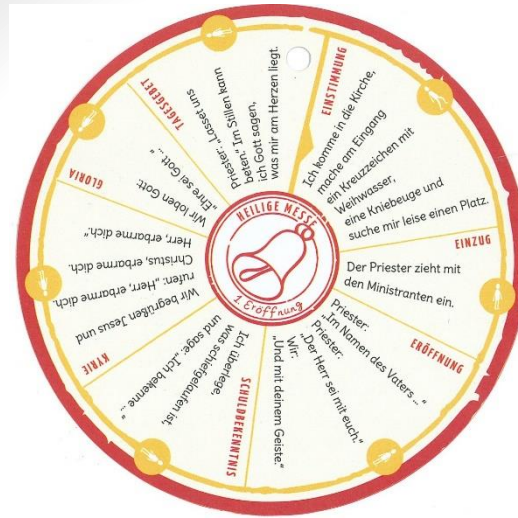 HEILIGE MESSE
1. Eröffnung
EINSTIMMUNG
Ich komme in die Kirche,
mache am Eingang
ein Kreuzzeichen mit
Weihwasser,
eine Kniebeuge und
suche mir leise einen Platz.
EINZUG
Der Priester zieht mit
den Ministranten ein.
ERÖFFNUNG
Priester:
„Im Namen des Vaters ...“
Priester:
„Der Herr sei mit euch.“
Wir:
„Und mit deinem Geiste.“
SCHULDBEKENNTNIS
Ich überlege,
was schiefgelaufen ist,
und sage: „Ich bekenne ...“
KYRIE
Wir begrüßen Jesus und
rufen: „Herr, erbarme dich.
Christus, erbarme dich.
Herr, erbarme dich.“
GLORIA
Wir loben Gott:
„Ehre sei Gott ...“
TAGESGEBET
Priester: „Lasset uns
beten.“ Im Stillen kann
ich Gott sagen,
was mir am Herzen liegt.